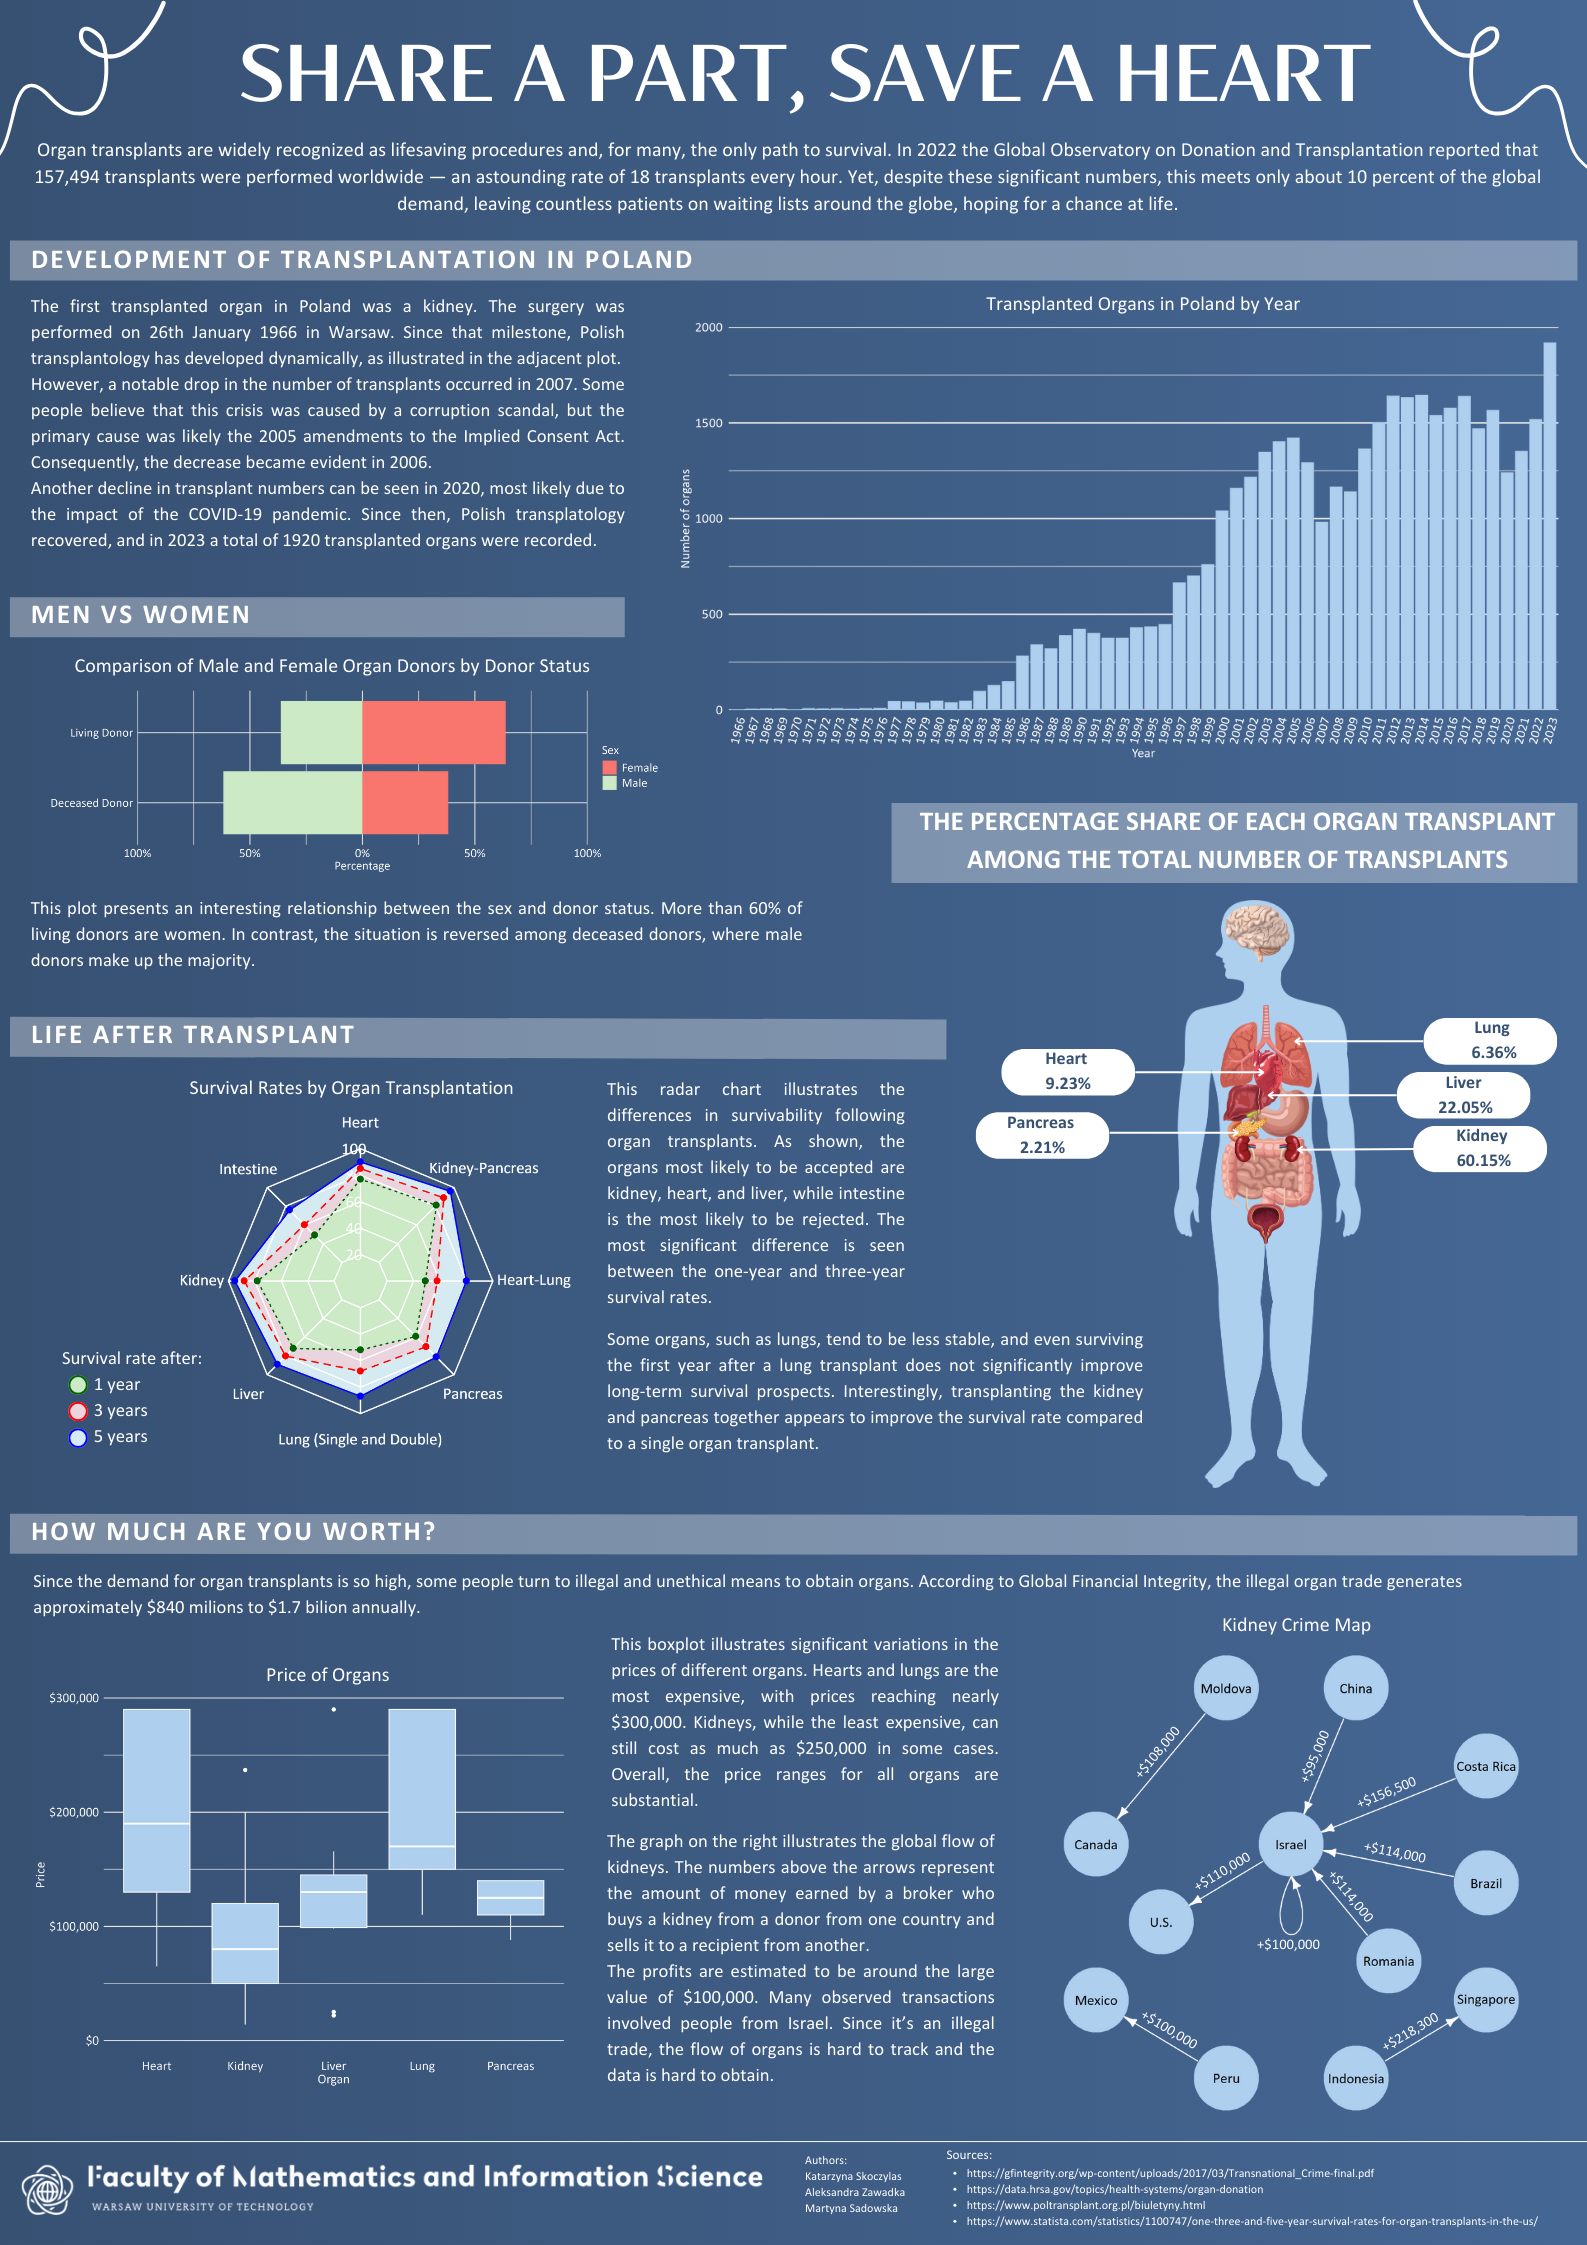 SHARE A PART, SAVE A HEART
Organ transplants are widely recognized as lifesaving procedures and, for many, the only path to survival. In 2022 the Global Observatory on Donation and Transplantation reported that
157,494 transplants were performed worldwide — an astounding rate of 18 transplants every hour. Yet, despite these significant numbers, this meets only about 10 percent of the global
demand, leaving countless patients on waiting lists around the globe, hoping for a chance at life.
DEVELOPMENT OF TRANSPLANTATION IN POLAND
The first transplanted organ in Poland was a kidney. The surgery was
performed on 26th January 1966 in Warsaw. Since that milestone, Polish
transplantology has developed dynamically, as illustrated in the adjacent plot.
However, a notable drop in the number of transplants occurred in 2007. Some
people believe that this crisis was caused by a corruption scandal, but the
primary cause was likely the 2005 amendments to the Implied Consent Act.
Consequently, the decrease became evident in 2006.
Another decline in transplant numbers can be seen in 2020, most likely due to
the impact of the COVID-19 pandemic. Since then, Polish transplatology
recovered, and in 2023 a total of 1920 transplanted organs were recorded.
Transplanted Organs in Poland by Year
2000
1500
1000
500
0
Number of organs
1966 1967 1968 1969 1970 1971 1972 1973 1974 1975 1976 1977 1978 1979 1980 1981 1982 1983 1984 1985 1986 1987 1988 1989 1990 1991 1992 1993 1994 1995 1996 1997 1998 1999 2000 2001 2002 2003 2004 2005 2006 2007 2008 2009 2010 2011 2012 2013 2014 2015 2016 2017 2018 2019 2020 2021 2022 2023
Year
MEN VS WOMEN
Comparison of Male and Female Organ Donors by Donor Status
Living Donor
Deceased Donor
100% 50% 0% 50% 100%
Percentage
Sex
Female
Male
This plot presents an interesting relationship between the sex and donor status. More than 60% of
living donors are women. In contrast, the situation is reversed among deceased donors, where male
donors make up the majority.
THE PERCENTAGE SHARE OF EACH ORGAN TRANSPLANT
AMONG THE TOTAL NUMBER OF TRANSPLANTS
Lung
6.36%
Heart
9.23%
Liver
22.05%
Pancreas
2.21%
Kidney
60.15%
LIFE AFTER TRANSPLANT
Survival Rates by Organ Transplantation
Heart
Kidney-Pancreas
Heart-Lung
Pancreas
Lung (Single and Double)
Liver
Kidney
Intestine
100
60
40
20
Survival rate after:
1 year
3 years
5 years
This radar chart illustrates the
differences in survivability following
organ transplants. As shown, the
organs most likely to be accepted are
kidney, heart, and liver, while intestine
is the most likely to be rejected. The
most significant difference is seen
between the one-year and three-year
survival rates.
Some organs, such as lungs, tend to be less stable, and even surviving
the first year after a lung transplant does not significantly improve
long-term survival prospects. Interestingly, transplanting the kidney
and pancreas together appears to improve the survival rate compared
to a single organ transplant.
HOW MUCH ARE YOU WORTH?
Since the demand for organ transplants is so high, some people turn to illegal and unethical means to obtain organs. According to Global Financial Integrity, the illegal organ trade generates
approximately $840 milions to $1.7 bilion annually.
Price of Organs
$300,000
$200,000
$100,000
$0
Price
Heart Kidney Liver Lung Pancreas
Organ
This boxplot illustrates significant variations in the
prices of different organs. Hearts and lungs are the
most expensive, with prices reaching nearly
$300,000. Kidneys, while the least expensive, can
still cost as much as $250,000 in some cases.
Overall, the price ranges for all organs are
substantial.
The graph on the right illustrates the global flow of
kidneys. The numbers above the arrows represent
the amount of money earned by a broker who
buys a kidney from a donor from one country and
sells it to a recipient from another.
The profits are estimated to be around the large
value of $100,000. Many observed transactions
involved people from Israel. Since it's an illegal
trade, the flow of organs is hard to track and the
data is hard to obtain.
Kidney Crime Map
Moldova
China
+$108,000
+$95,000
Costa Rica
+$156,500
Canada
Israel
+$114,000
Brazil
+$110,000
+$114,000
U.S.
+$100,000
Romania
Mexico
+$100,000
Peru
Singapore
+$218,300
Indonesia
Faculty of Mathematics and Information Science
WARSAW UNIVERSITY OF TECHNOLOGY
Authors:
Katarzyna Skoczylas
Aleksandra Zawadka
Martyna Sadowska
Sources:
• https://gfintegrity.org/wp-content/uploads/2017/03/Transnational_Crime-final.pdf
• https://data.hrsa.gov/topics/health-systems/organ-donation
• https://www.poltransplant.org.pl/biuletyny.html
• https://www.statista.com/statistics/1100747/one-three-and-five-year-survival-rates-for-organ-transplants-in-the-us/